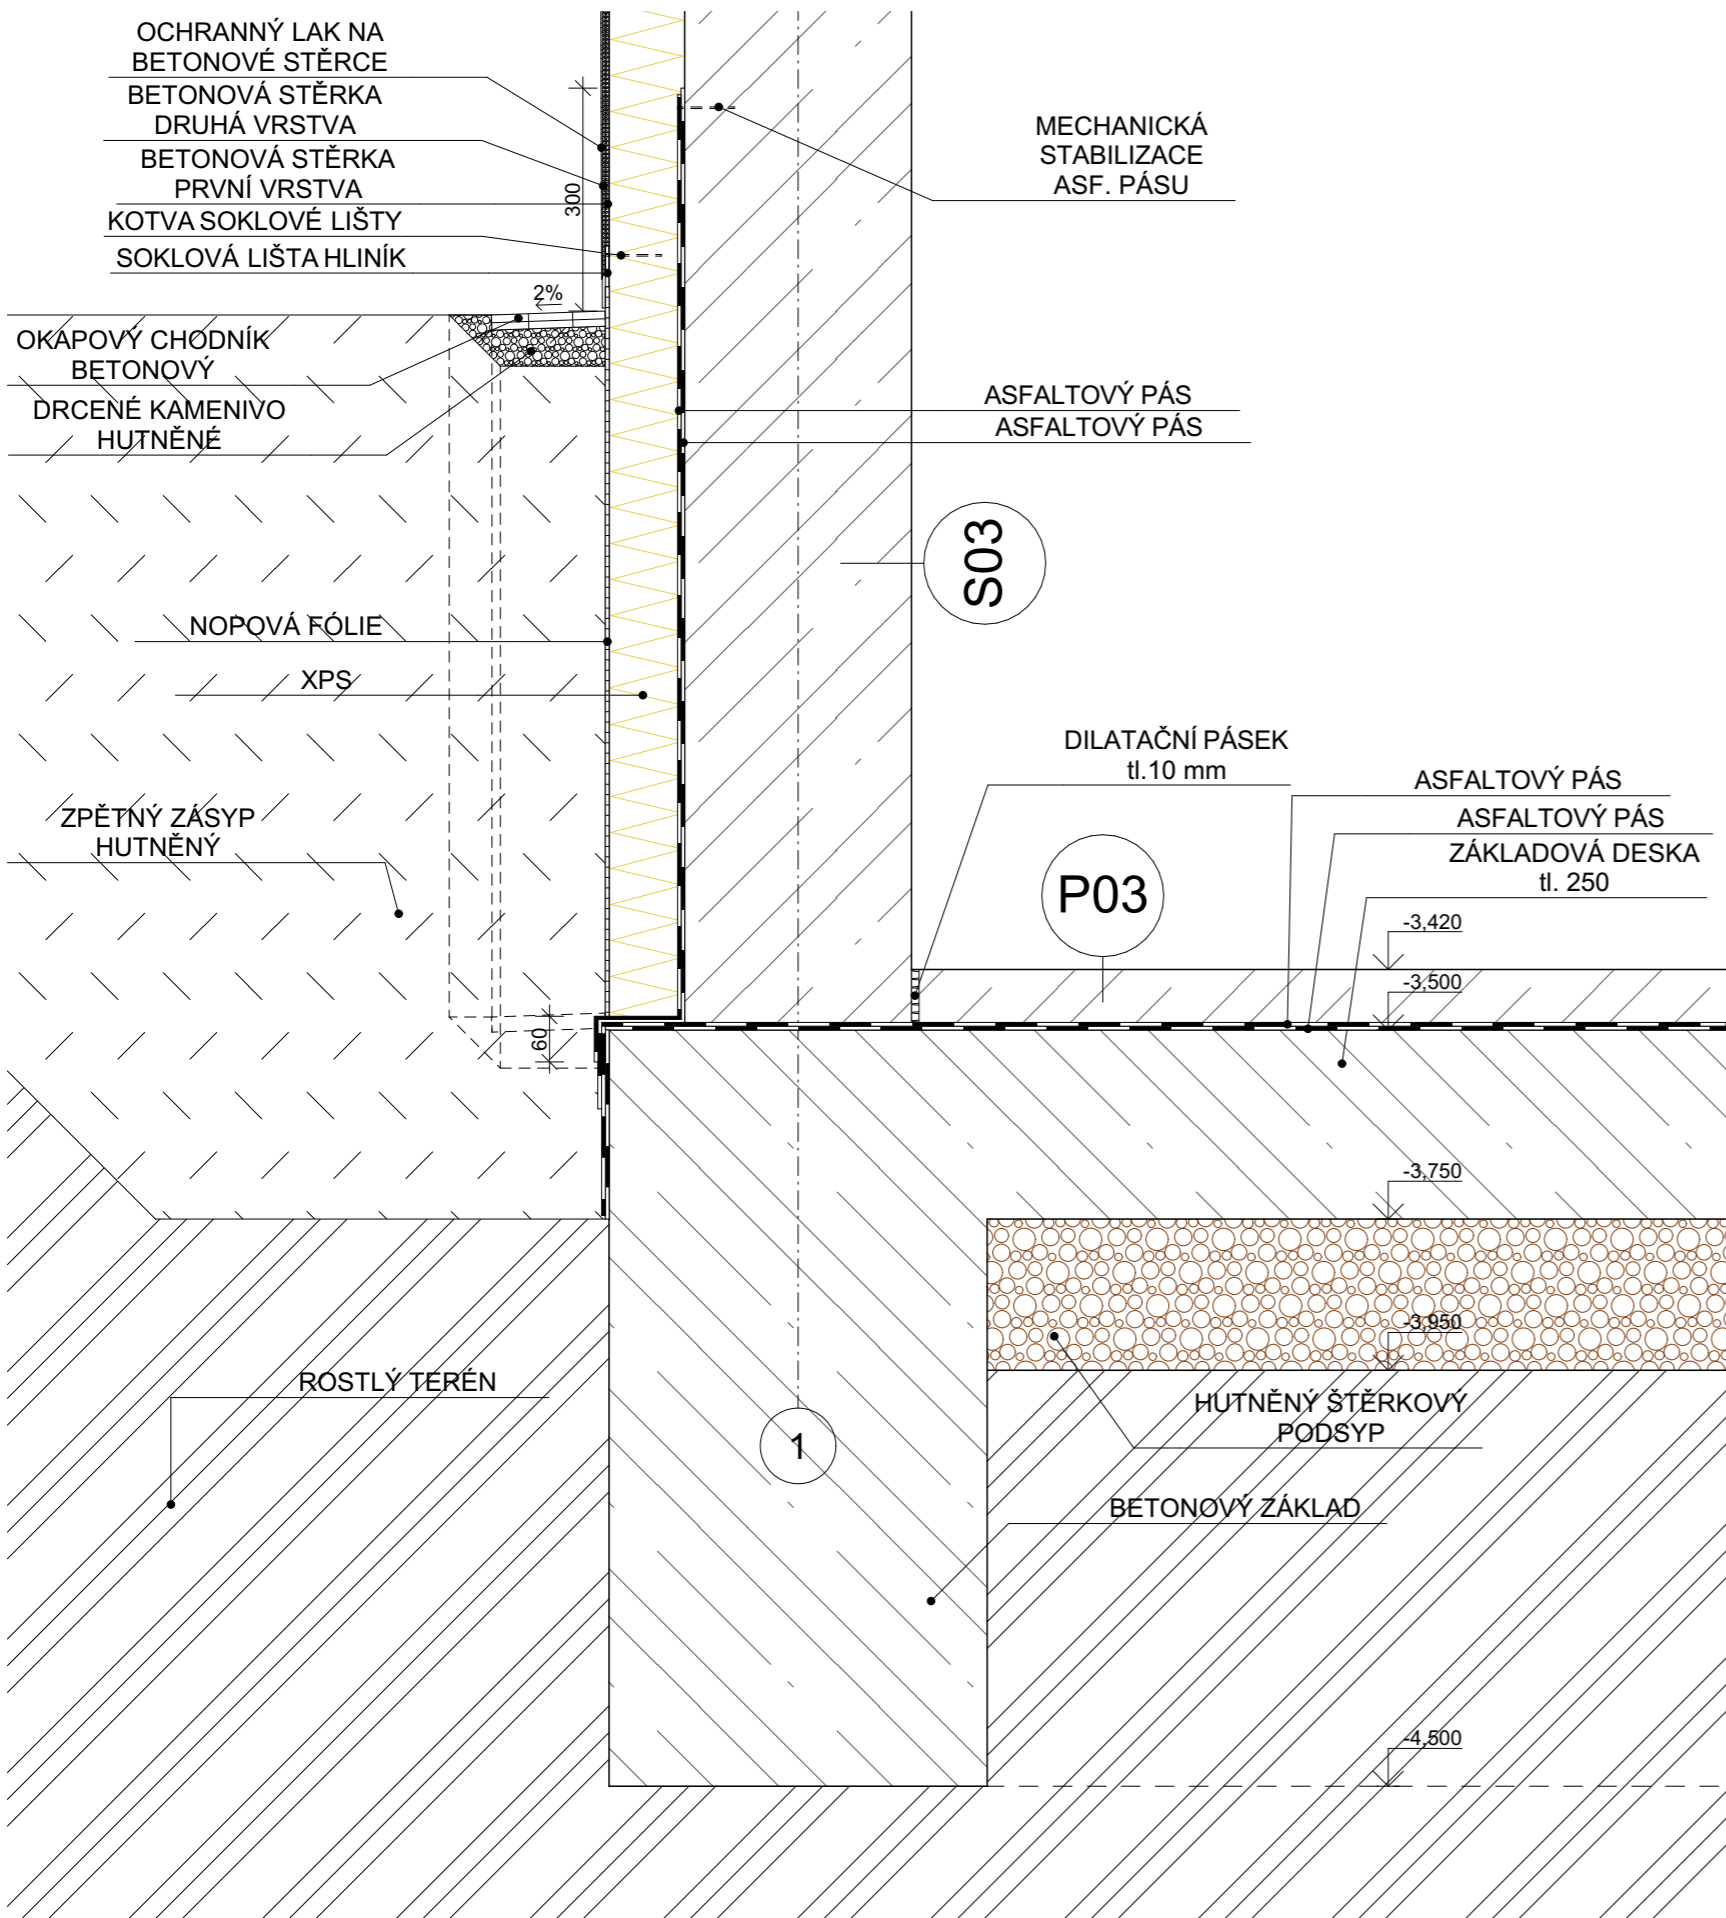 OCHRANNÝ LAK NA
BETONOVÉ STĚRCE
BETONOVÁ STĚRKA
DRUHÁ VRSTVA
BETONOVÁ STĚRKA
PRVNÍ VRSTVA
KOTVA SOKLOVÉ LIŠTY
SOKLOVÁ LIŠTA HLINÍK
300
2%
OKAPOVÝ CHODNÍK
BETONOVÝ
DRCENÉ KAMENIVO
HUTNĚNÉ
MECHANICKÁ
STABILIZACE
ASF. PÁSU
ASFALTOVÝ PÁS
ASFALTOVÝ PÁS
S03
NOPOVÁ FÓLIE
XPS
ZPĚTNÝ ZÁSYP
HUTNĚNÝ
DILATAČNÍ PÁSEK
tl.10 mm
ASFALTOVÝ PÁS
ASFALTOVÝ PÁS
ZÁKLADOVÁ DESKA
tl. 250
P03
-3,420
-3,500
60
-3,750
-3,950
ROSTLÝ TERÉN
HUTNĚNÝ ŠTĚRKOVÝ
PODSYP
1
BETONOVÝ ZÁKLAD
-4,500